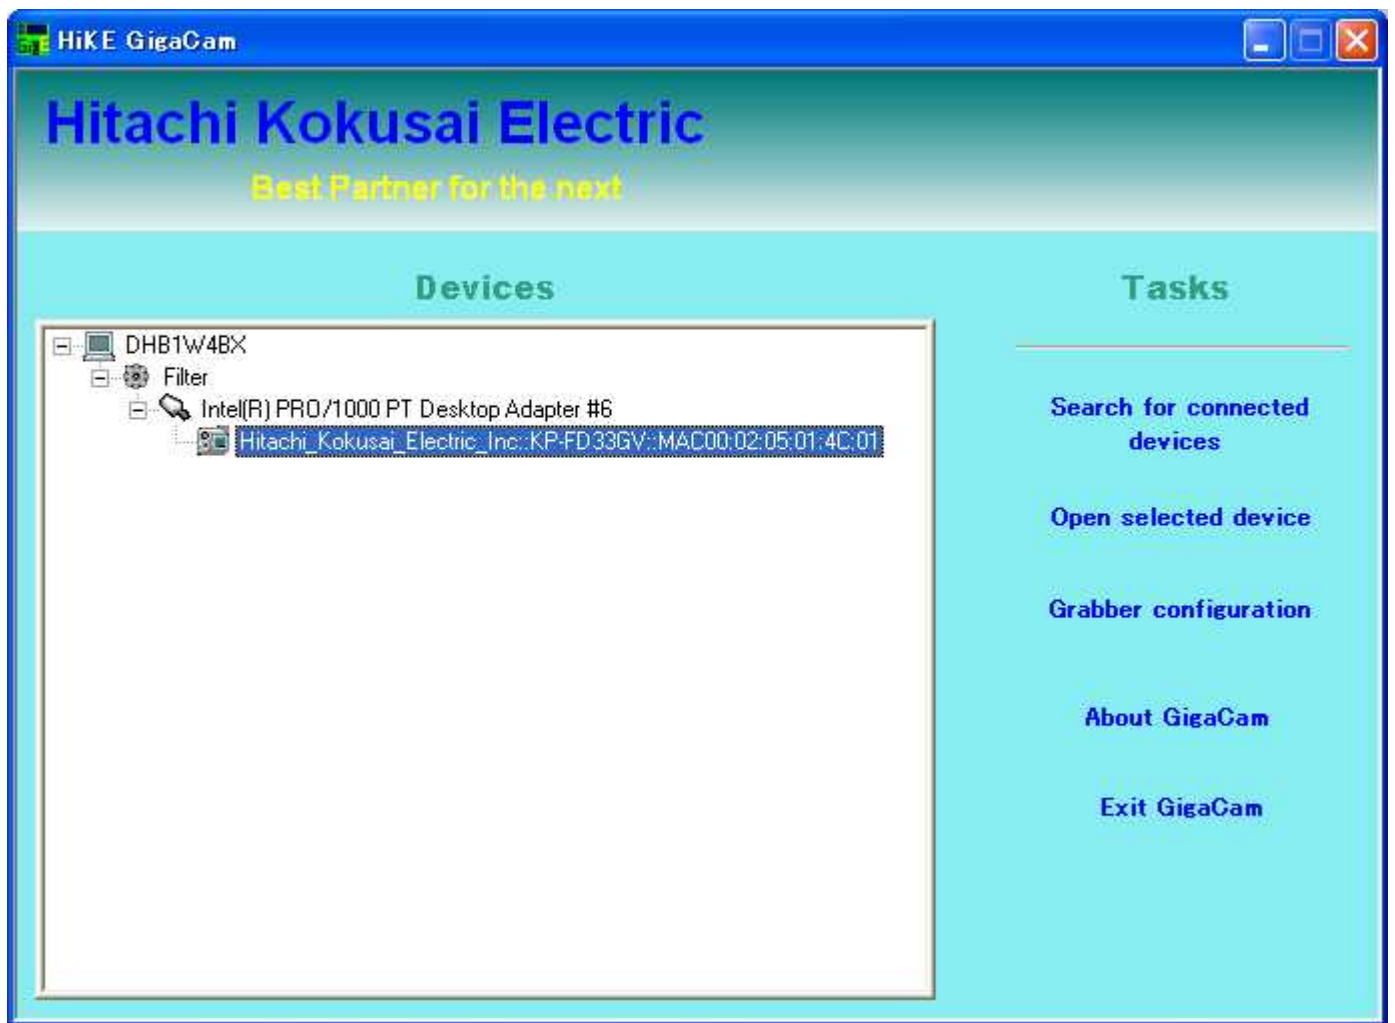 HiKE GigaCam
Hitachi Kokusai Electric
Best Partner for the next
Devices
DHB1W4BX
Filter
Intel(R) PRO/1000 PT Desktop Adapter #6
Hitachi_Kokusai_Electric_Inc::KP-FD33GV::MAC00:02:05:01:4C:01
Tasks
Search for connected
devices
Open selected device
Grabber configuration
About GigaCam
Exit GigaCam